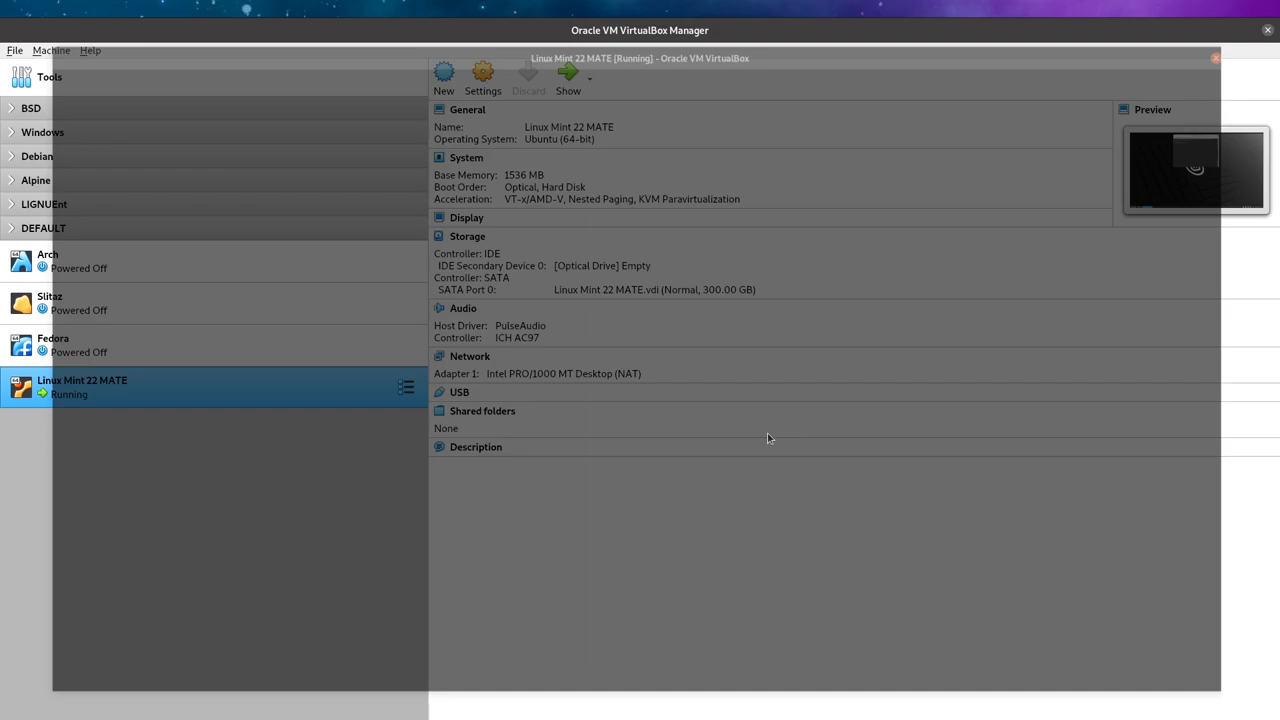 Oracle VM VirtualBox Manager
File Machine Help
Linux Mint 22 MATE [Running] - Oracle VM VirtualBox
Tools
New Settings Discard Show
BSD
Windows
Debian
Alpine
LIGNUEnt
DEFAULT
Arch
Powered Off
Slitaz
Powered Off
Fedora
Powered Off
Linux Mint 22 MATE
Running
General
Name: Linux Mint 22 MATE
Operating System: Ubuntu (64-bit)
System
Base Memory: 1536 MB
Boot Order: Optical, Hard Disk
Acceleration: VT-x/AMD-V, Nested Paging, KVM Paravirtualization
Display
Storage
Controller: IDE
IDE Secondary Device 0: [Optical Drive] Empty
Controller: SATA
SATA Port 0: Linux Mint 22 MATE.vdi (Normal, 300.00 GB)
Audio
Host Driver: PulseAudio
Controller: ICH AC97
Network
Adapter 1: Intel PRO/1000 MT Desktop (NAT)
USB
Shared folders
None
Description
Preview